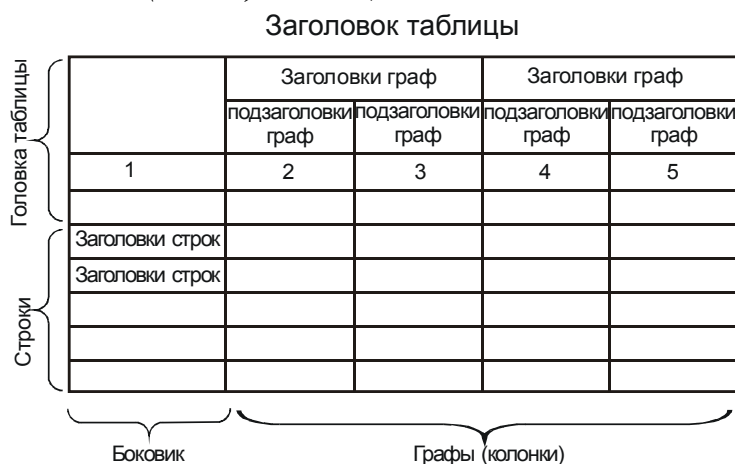 Заголовок таблицы
Головка таблицы
Заголовки граф Заголовки граф
подзаголовки подзаголовки подзаголовки подзаголовки
граф граф граф граф
1 2 3 4 5
Строки
Заголовки строк
Заголовки строк
Боковик Графы (колонки)